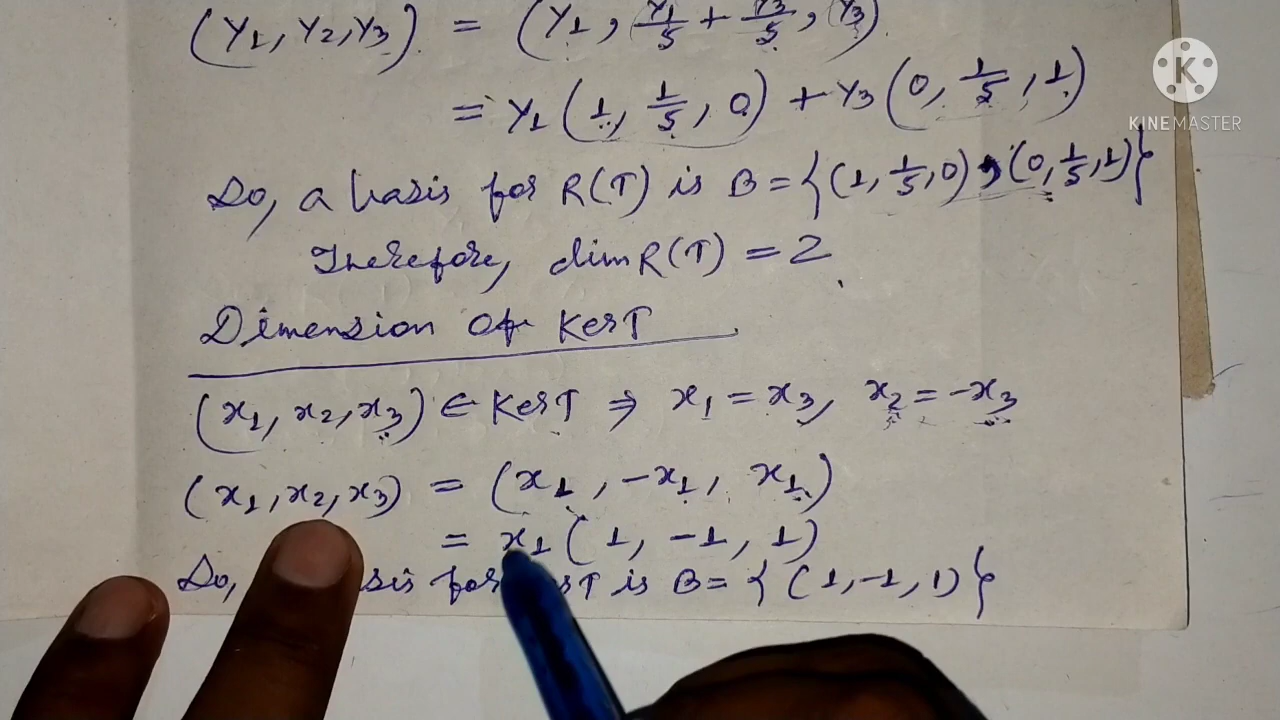 (Y1, Y2, Y3) = (Y1, Y1/5 + Y3/5, Y3)
= Y1 (1, 1/5, 0) + Y3 (0, 1/5, 1)
So, a basis for R(T) is B = {(1, 1/5, 0), (0, 1/5, 1)}
Therefore, dim R(T) = 2.
Dimension of KerT
(x1, x2, x3) ∈ KerT ⇒ x1 = x3, x2 = -x3
(x1, x2, x3) = (x1, -x1, x1)
= x1 (1, -1, 1)
So, is B = {(1, -1, 1)}
K
KINEMASTER